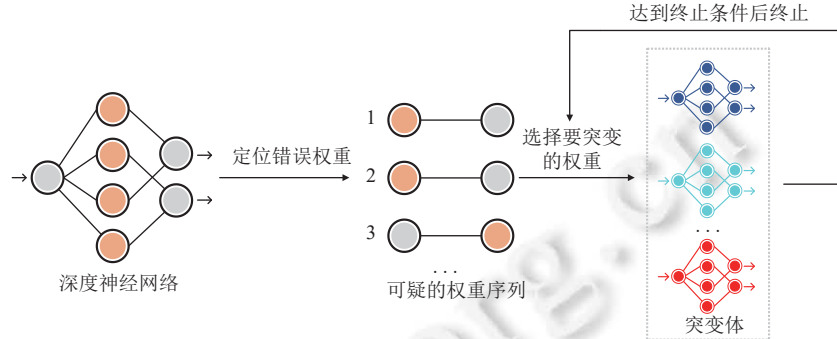 达到终止条件后终止
1
定位错误权重
选择要突变
的权重
2
3
...
...
深度神经网络
可疑的权重序列
突变体
org.cn